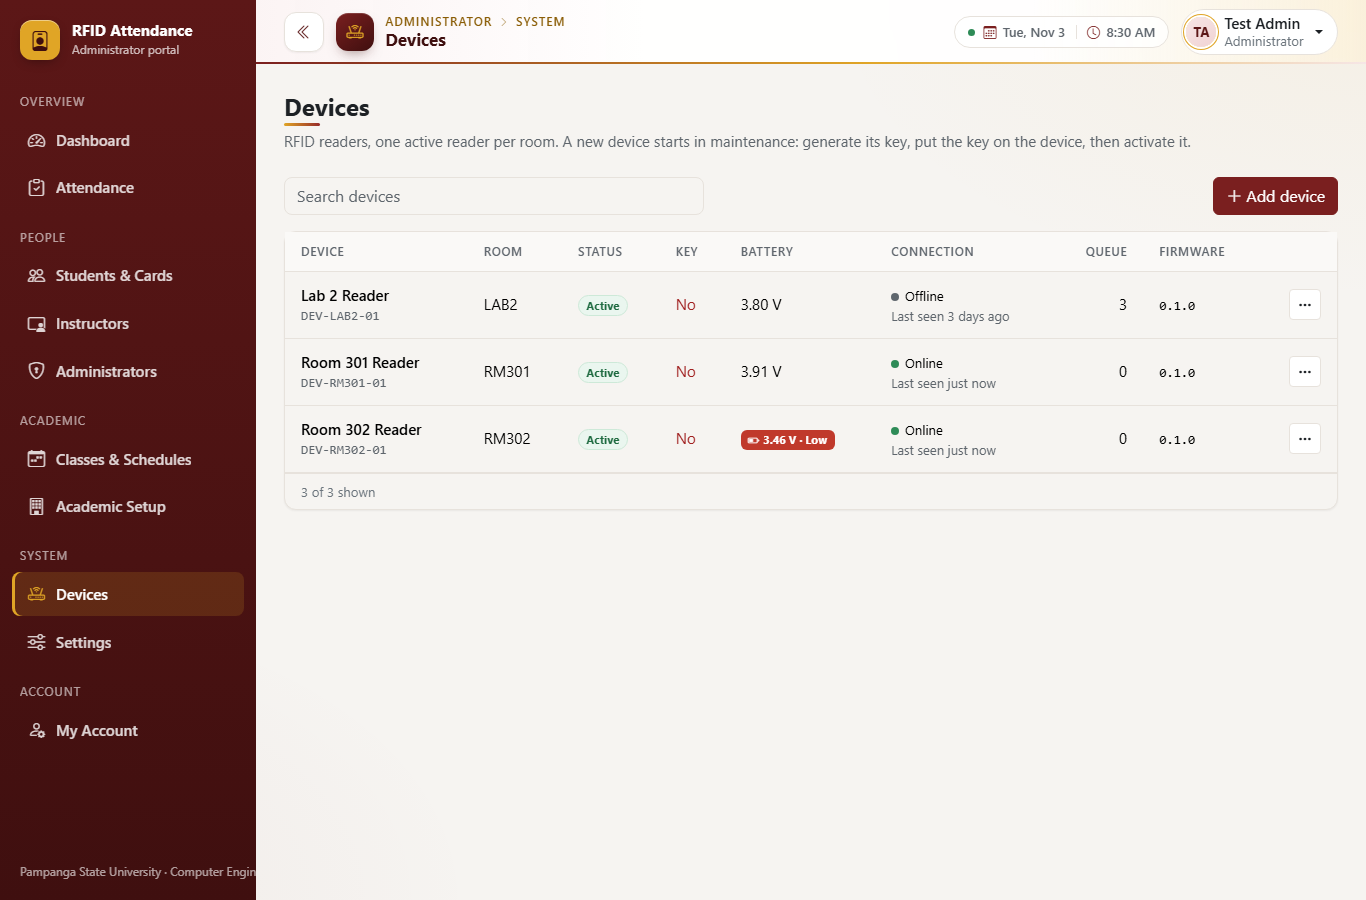 RFID Attendance
Administrator portal
OVERVIEW
Dashboard
Attendance
PEOPLE
Students & Cards
Instructors
Administrators
ACADEMIC
Classes & Schedules
Academic Setup
SYSTEM
Devices
Settings
ACCOUNT
My Account
Pampanga State University · Computer Engin
ADMINISTRATOR > SYSTEM
Devices
Tue, Nov 3 8:30 AM
TA
Test Admin
Administrator
Devices
RFID readers, one active reader per room. A new device starts in maintenance: generate its key, put the key on the device, then activate it.
Search devices
+ Add device
DEVICE ROOM STATUS KEY BATTERY CONNECTION QUEUE FIRMWARE
Lab 2 Reader
DEV-LAB2-01
LAB2 Active No 3.80 V
Offline
Last seen 3 days ago
3 0.1.0 ...
Room 301 Reader
DEV-RM301-01
RM301 Active No 3.91 V
Online
Last seen just now
0 0.1.0 ...
Room 302 Reader
DEV-RM302-01
RM302 Active No 3.46 V · Low
Online
Last seen just now
0 0.1.0 ...
3 of 3 shown